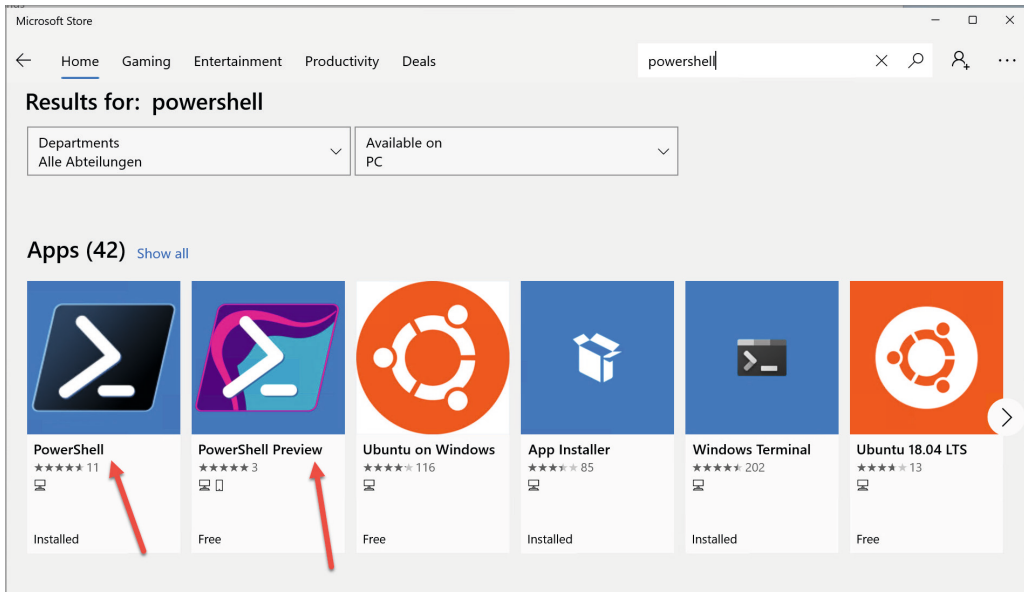 Microsoft Store
Home Gaming Entertainment Productivity Deals
powershell
Results for: powershell
Departments
Alle Abteilungen
Available on
PC
Apps (42) Show all
PowerShell
11
Installed
PowerShell Preview
3
Free
Ubuntu on Windows
116
Free
App Installer
85
Installed
Windows Terminal
202
Installed
Ubuntu 18.04 LTS
13
Free